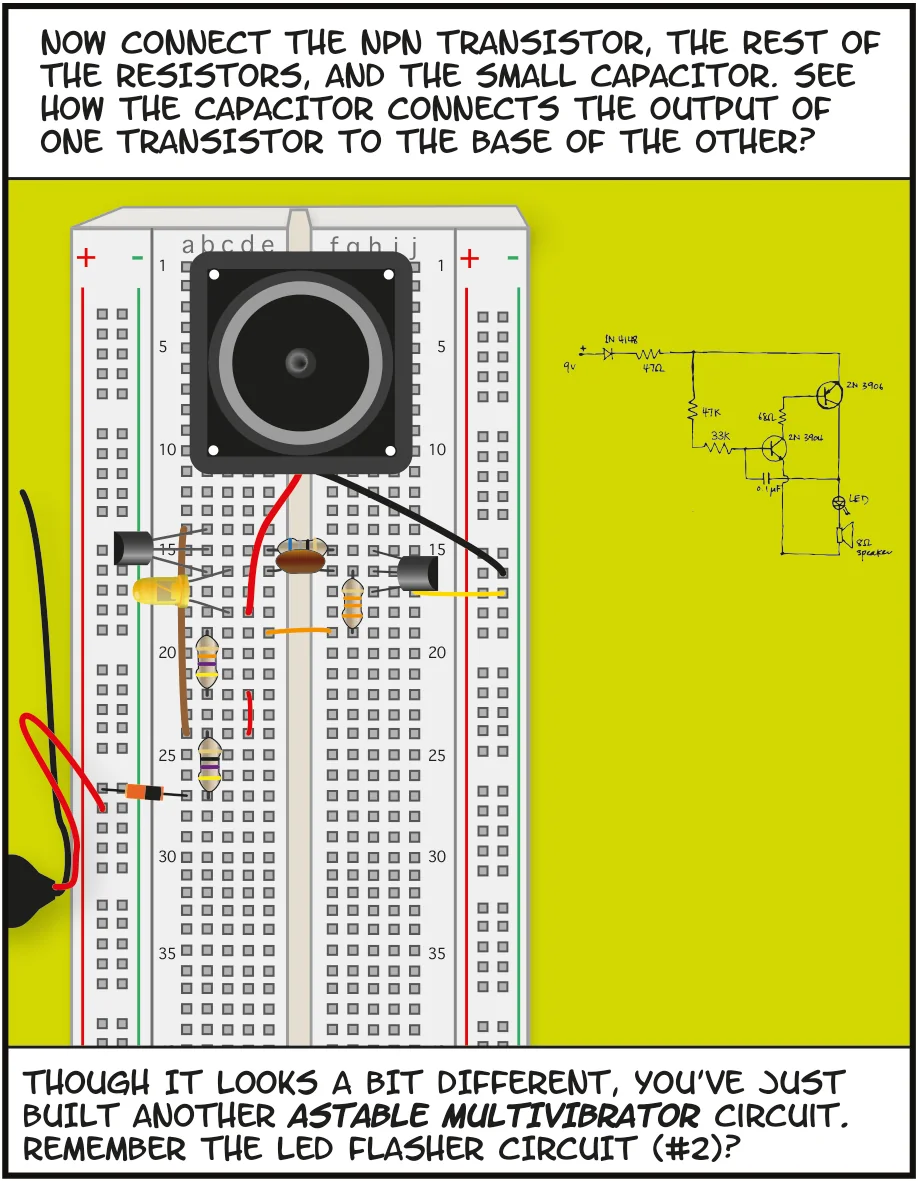 NOW CONNECT THE NPN TRANSISTOR, THE REST OF
THE RESISTORS, AND THE SMALL CAPACITOR. SEE
HOW THE CAPACITOR CONNECTS THE OUTPUT OF
ONE TRANSISTOR TO THE BASE OF THE OTHER?
a b c d e f g h i j
+ - + -
1 1
5 5
10 10
15 15
20 20
25 25
30 30
35 35
+
9V
IN 4148
47Ω
2N 3906
47K
68Ω
33K
2N 3904
0.1µF
LED
8Ω
speaker
THOUGH IT LOOKS A BIT DIFFERENT, YOU'VE JUST
BUILT ANOTHER ASTABLE MULTIVIBRATOR CIRCUIT.
REMEMBER THE LED FLASHER CIRCUIT (#2)?